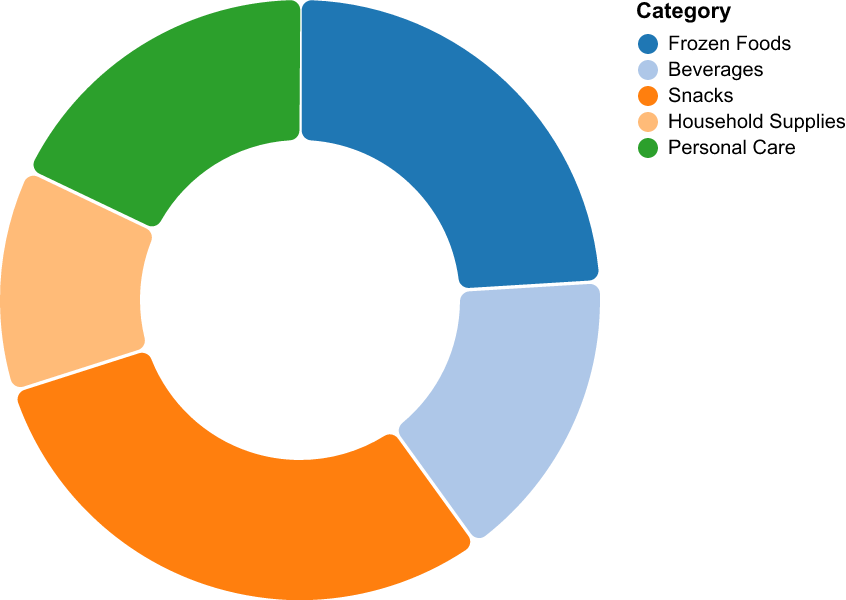 Category
Frozen Foods
Beverages
Snacks
Household Supplies
Personal Care